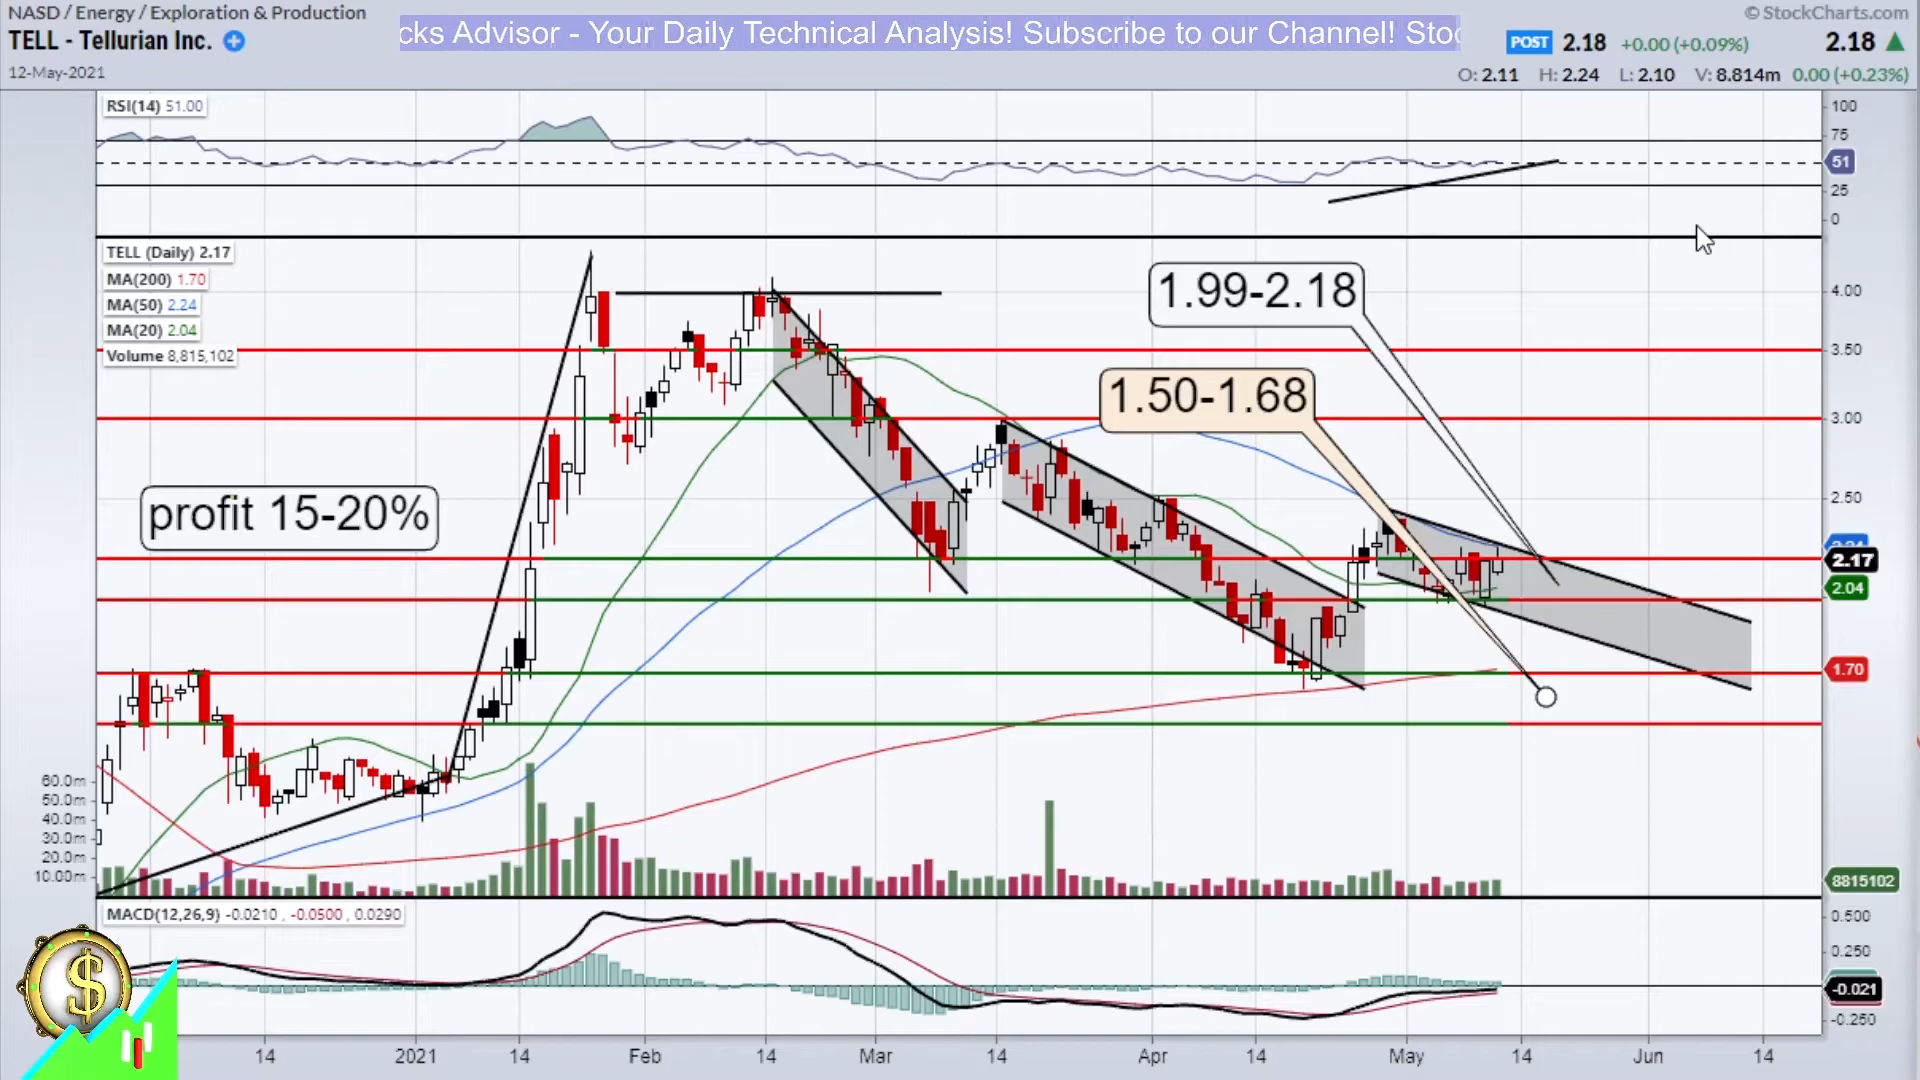 NASD / Energy / Exploration & Production
TELL - Tellurian Inc.
12-May-2021
cks Advisor - Your Daily Technical Analysis! Subscribe to our Channel! Stoc
© StockCharts.com
POST 2.18 +0.00 (+0.09%) 2.18
O: 2.11 H: 2.24 L: 2.10 V: 8.814m 0.00 (+0.23%)
RSI(14) 51.00
100
75
51
25
0
TELL (Daily) 2.17
MA(200) 1.70
MA(50) 2.24
MA(20) 2.04
Volume 8,815,102
1.99-2.18
1.50-1.68
profit 15-20%
4.00
3.50
3.00
2.50
2.17
2.04
1.70
60.0m
50.0m
40.0m
30.0m
20.0m
10.00m
8815102
MACD(12,26,9) -0.0210 , -0.0500 , 0.0290
0.500
0.250
-0.021
-0.250
$
14 2021 14 Feb 14 Mar 14 Apr 14 May 14 Jun 14